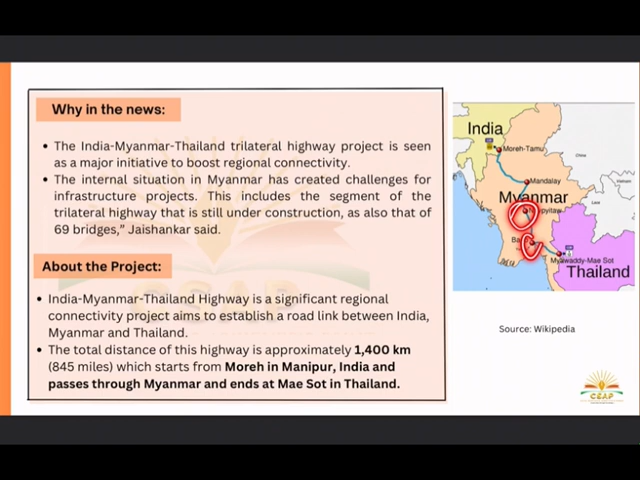 Why in the news:
• The India-Myanmar-Thailand trilateral highway project is seen
as a major initiative to boost regional connectivity.
• The internal situation in Myanmar has created challenges for
infrastructure projects. This includes the segment of the
trilateral highway that is still under construction, as also that of
69 bridges,” Jaishankar said.
About the Project:
• India-Myanmar-Thailand Highway is a significant regional
connectivity project aims to establish a road link between India,
Myanmar and Thailand.
• The total distance of this highway is approximately 1,400 km
(845 miles) which starts from Moreh in Manipur, India and
passes through Myanmar and ends at Mae Sot in Thailand.
India
Moreh-Tamu
Mandalay
Myanmar
Myawaddy-Mae Sot
Thailand
Source: Wikipedia
CSAP